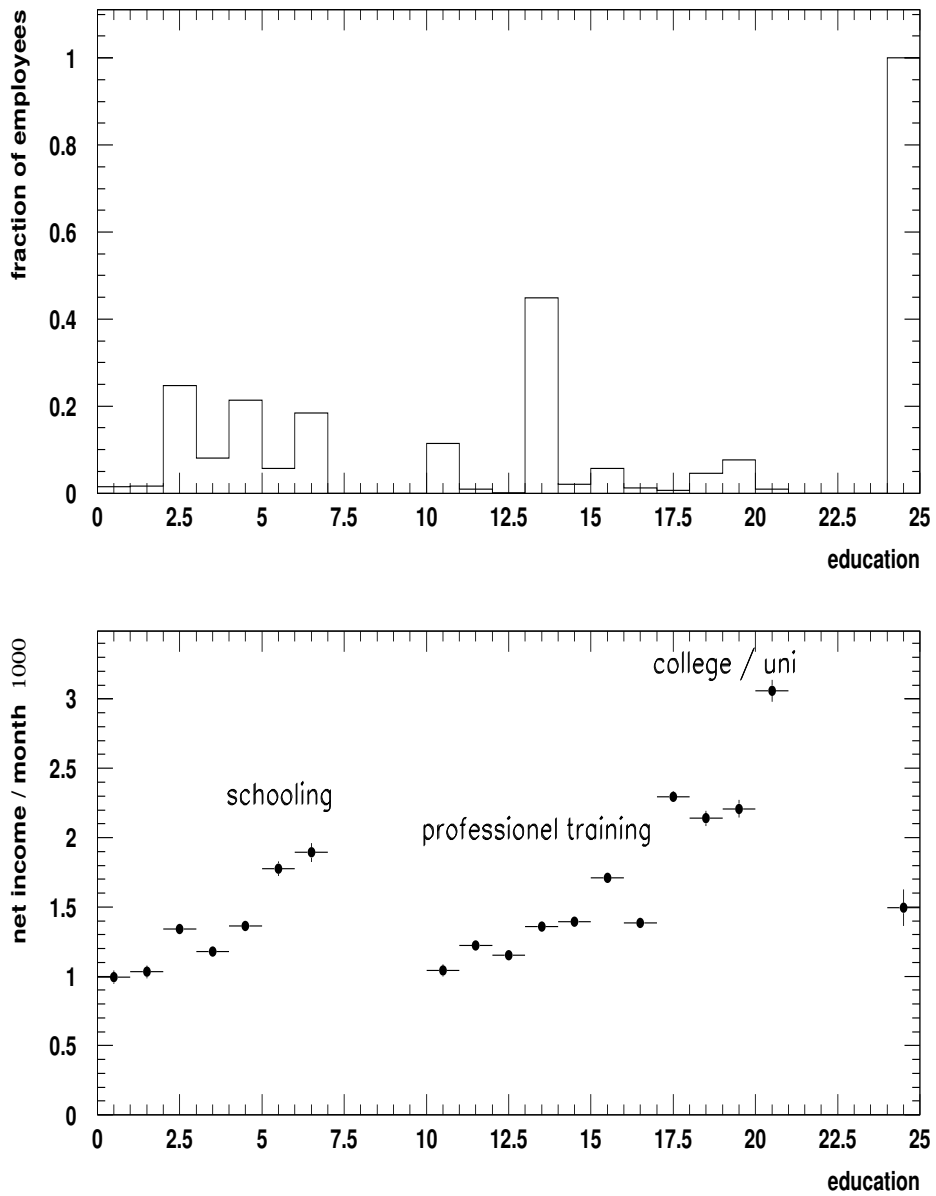 fraction of employees
1
0.8
0.6
0.4
0.2
0
0 2.5 5 7.5 10 12.5 15 17.5 20 22.5 25
education
net income / month 1000
3
2.5
2
1.5
1
0.5
0
college / uni
schooling
professionel training
0 2.5 5 7.5 10 12.5 15 17.5 20 22.5 25
education